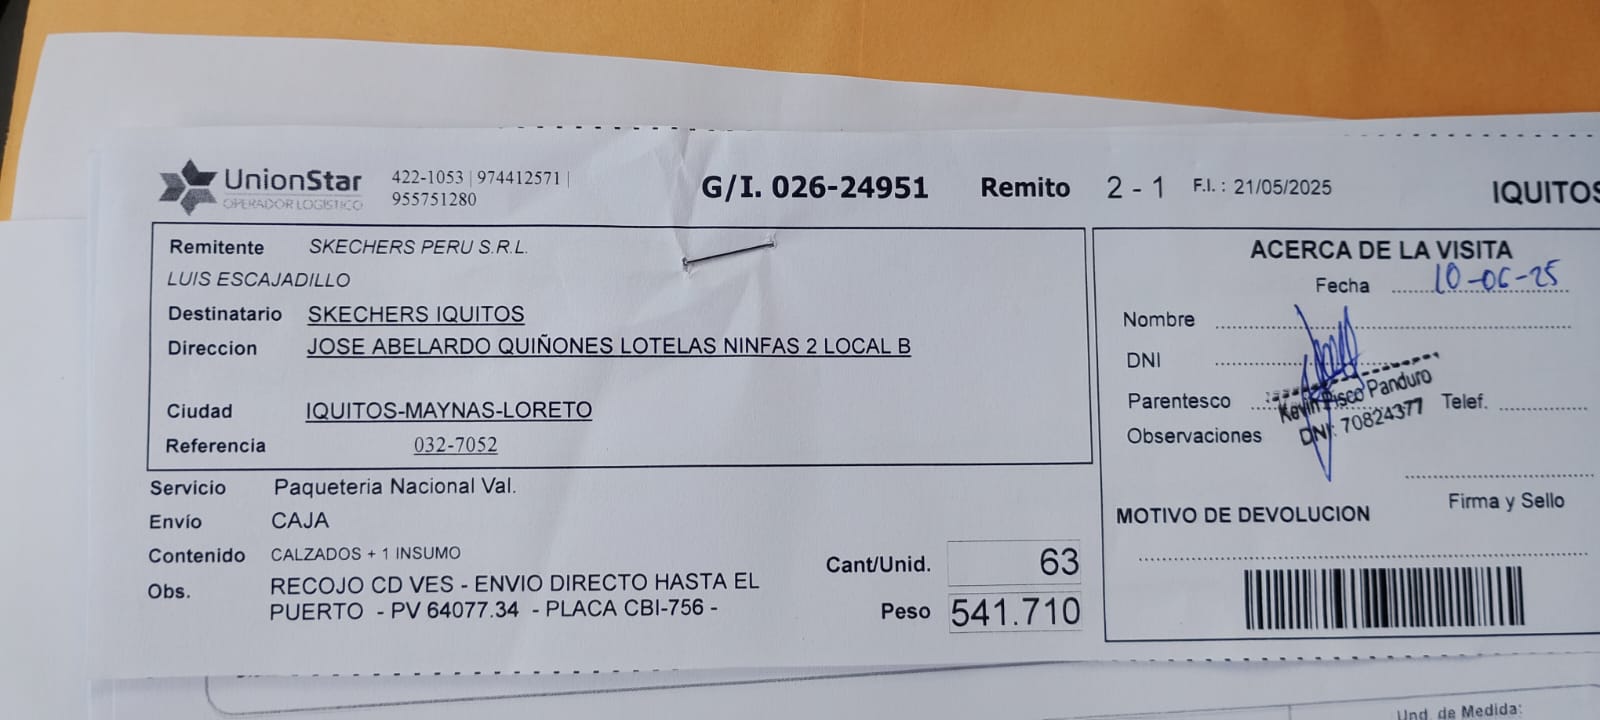 UnionStar
OPERADOR LOGISTICO
422-1053 | 974412571 |
955751280
G/I. 026-24951 Remito 2 - 1 F.I. : 21/05/2025 IQUITOS
Remitente SKECHERS PERU S.R.L.
LUIS ESCAJADILLO
Destinatario SKECHERS IQUITOS
Direccion JOSE ABELARDO QUIÑONES LOTELAS NINFAS 2 LOCAL B
Ciudad IQUITOS-MAYNAS-LORETO
Referencia 032-7052
Servicio Paqueteria Nacional Val.
Envío CAJA
Contenido CALZADOS + 1 INSUMO
Obs. RECOJO CD VES - ENVIO DIRECTO HASTA EL
PUERTO - PV 64077.34 - PLACA CBI-756 -
Cant/Unid. 63
Peso 541.710
ACERCA DE LA VISITA
Fecha 10-06-25
Nombre
DNI
Parentesco Telef.
Kevin Pisco Panduro
DNI: 70824377
Observaciones
Firma y Sello
MOTIVO DE DEVOLUCION
Und. de Medida: